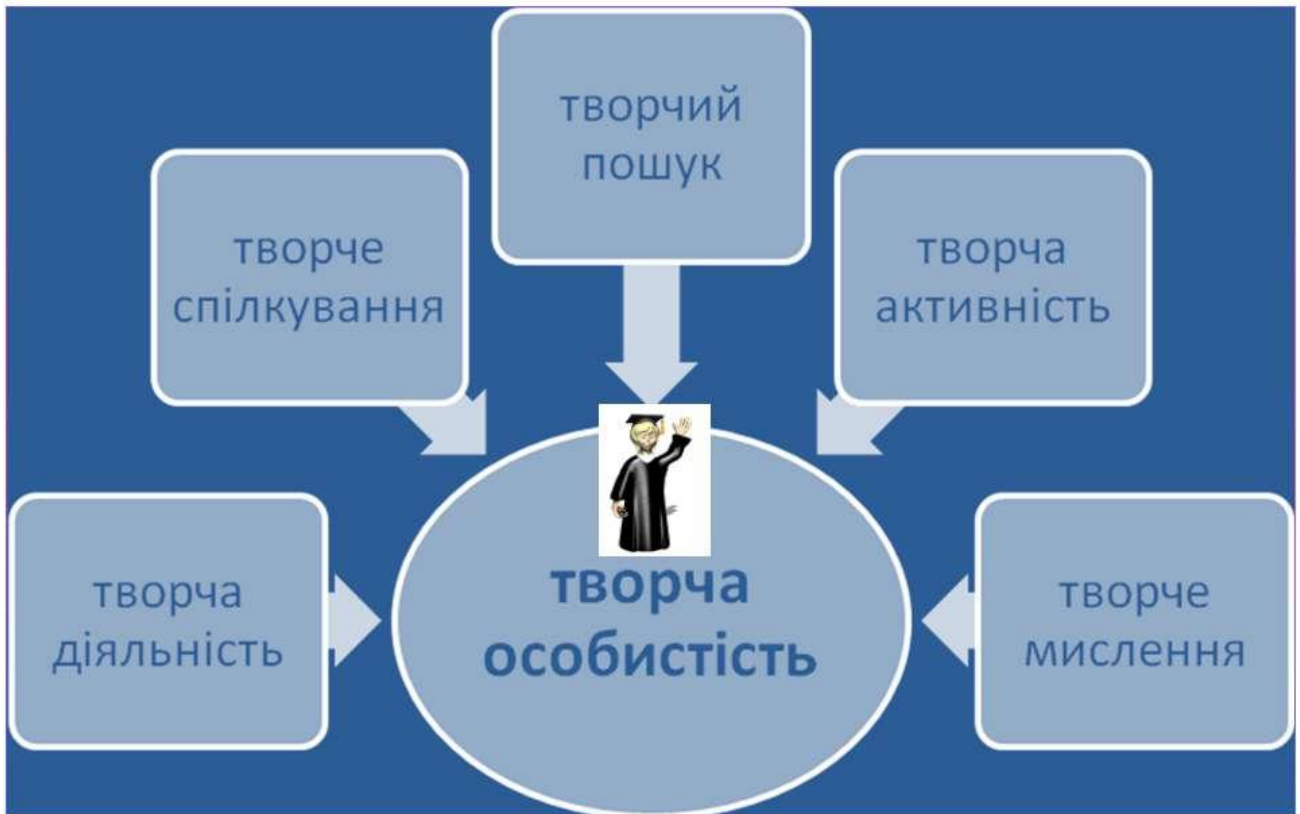 творчий
пошук
творче
спілкування
творча
активність
творча
діяльність
творча
особистість
творче
мислення